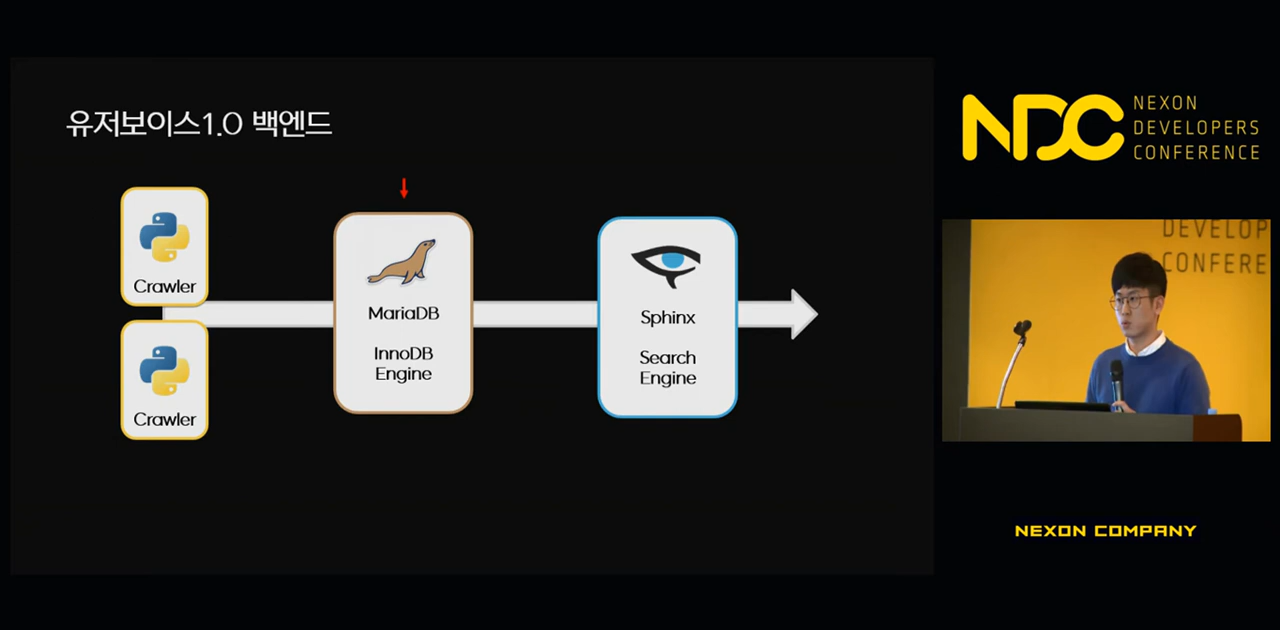 유저보이스1.0 백엔드
Crawler
Crawler
MariaDB
InnoDB
Engine
Sphinx
Search
Engine
NDC
NEXON
DEVELOPERS
CONFERENCE
DEVELOP
CONFERE
NEXON COMPANY